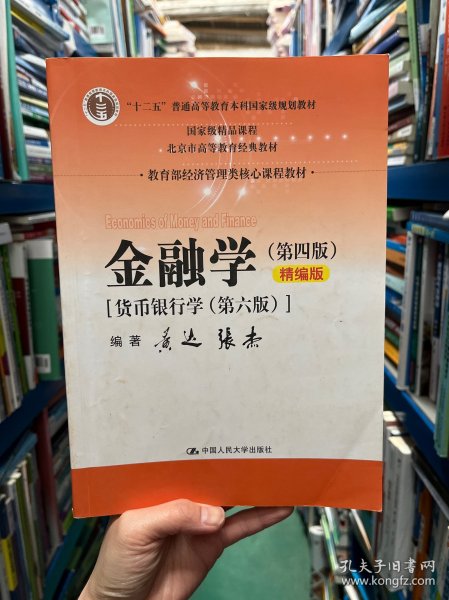 "十二五"普通高等教育本科国家级规划教材
国家级精品课程
北京市高等教育经典教材
·教育部经济管理类核心课程教材·
Economics of Money and Finance
金融学(第四版)
精编版
[货币银行学(第六版)]
编著 黄达 张杰
中国人民大学出版社
孔夫子旧书网
www.kongfz.com